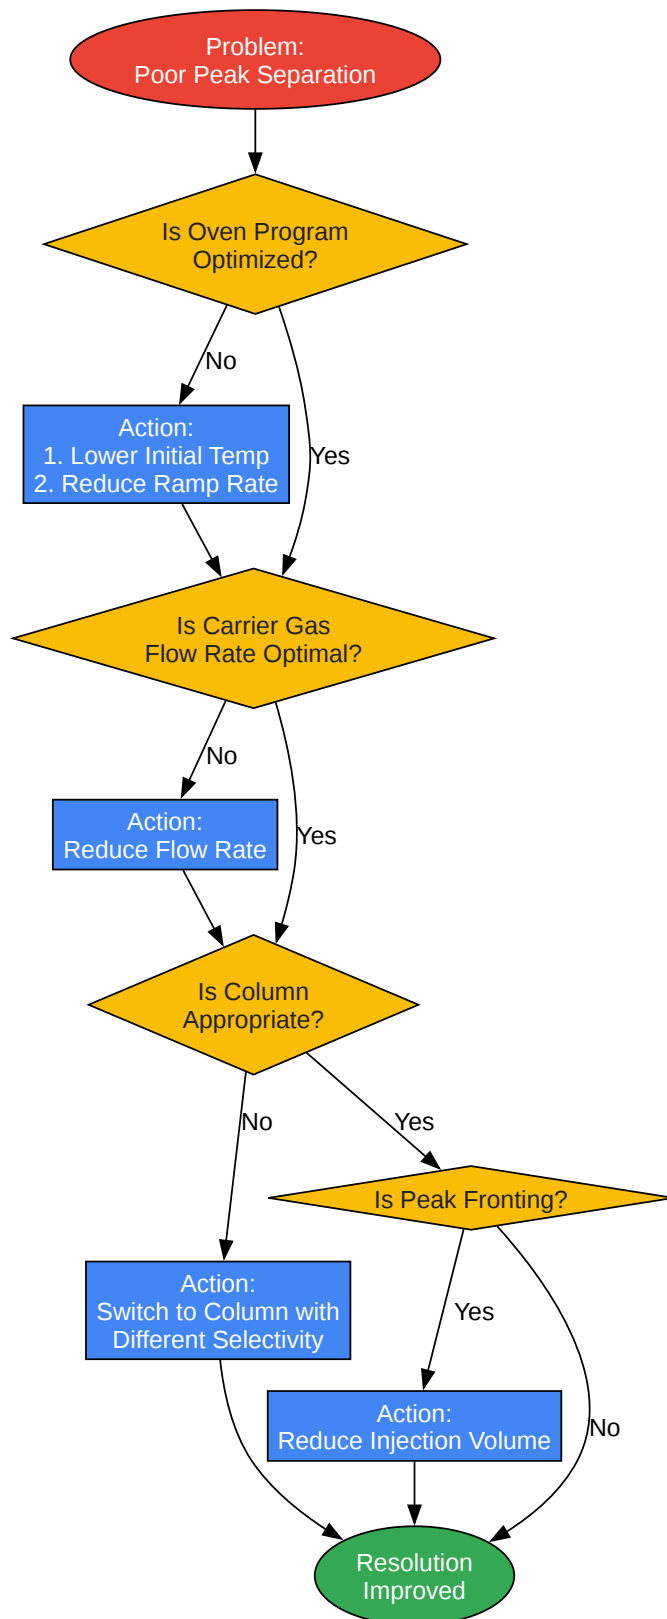 Problem:
Poor Peak Separation
Is Oven Program
Optimized?
No
Action:
1. Lower Initial Temp
2. Reduce Ramp Rate
Yes
Is Carrier Gas
Flow Rate Optimal?
No
Action:
Reduce Flow Rate
Yes
Is Column
Appropriate?
No
Yes
Is Peak Fronting?
Action:
Switch to Column with
Different Selectivity
Yes
Action:
Reduce Injection Volume
No
Resolution
Improved